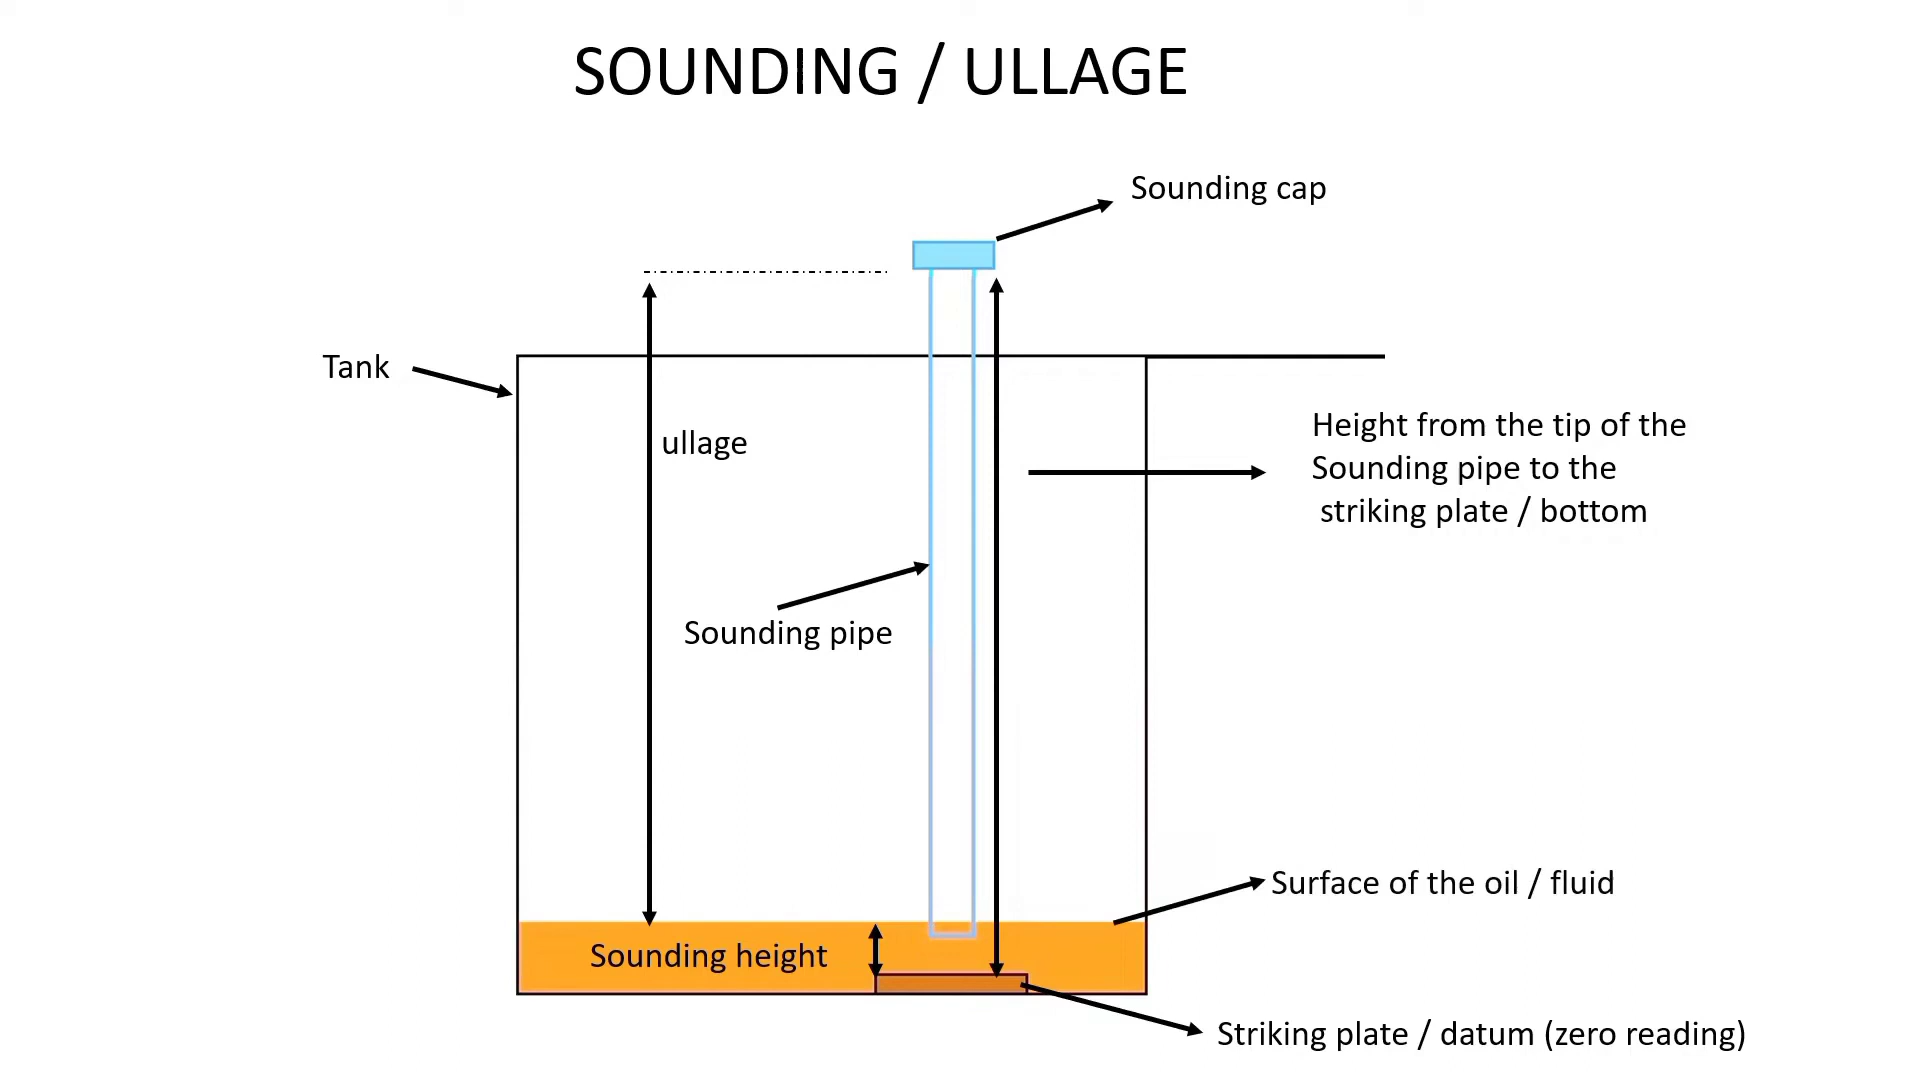 SOUNDING / ULLAGE
Sounding cap
Tank
ullage
Height from the tip of the
Sounding pipe to the
striking plate / bottom
Sounding pipe
Surface of the oil / fluid
Sounding height
Striking plate / datum (zero reading)